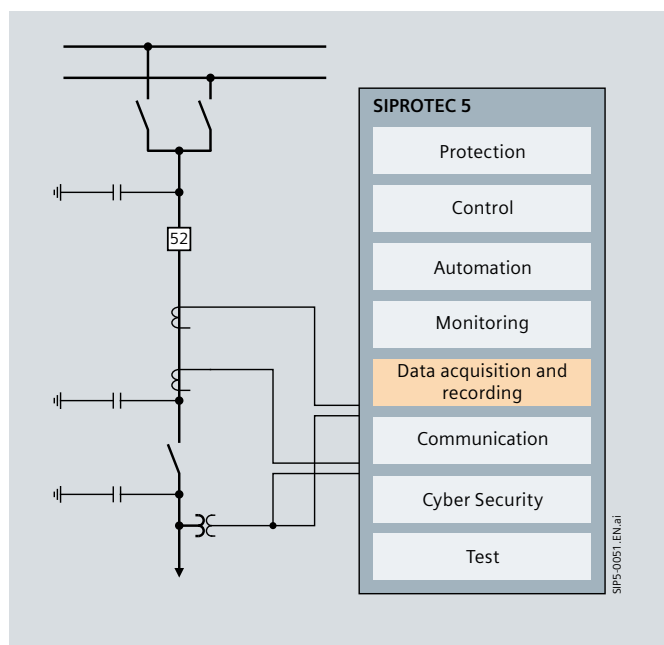 SIPROTEC 5
Protection
Control
52
Automation
Monitoring
Data acquisition and
recording
Communication
Cyber Security
Test
SIP5-0051.EN.ai